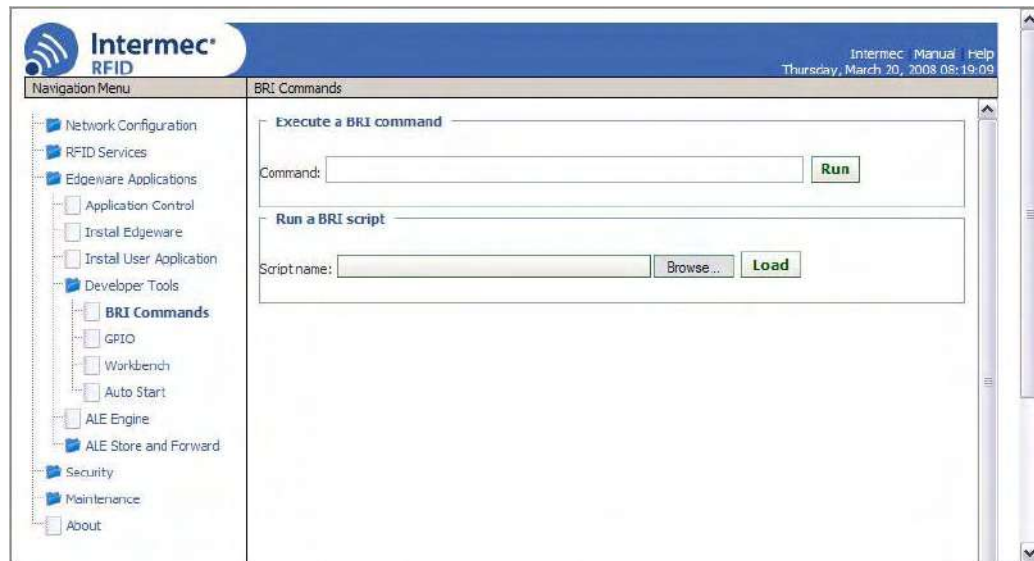 Intermec
RFID
Intermec Manual Help
Thursday, March 20, 2008 08:19:09
Navigation Menu
BRI Commands
Network Configuration
RFID Services
Edgeware Applications
Application Control
Instal Edgeware
Instal User Application
Developer Tools
BRI Commands
GPIO
Workbench
Auto Start
ALE Engine
ALE Store and Forward
Security
Maintenance
About
Execute a BRI command
Command:
Run
Run a BRI script
Script name:
Browse...
Load